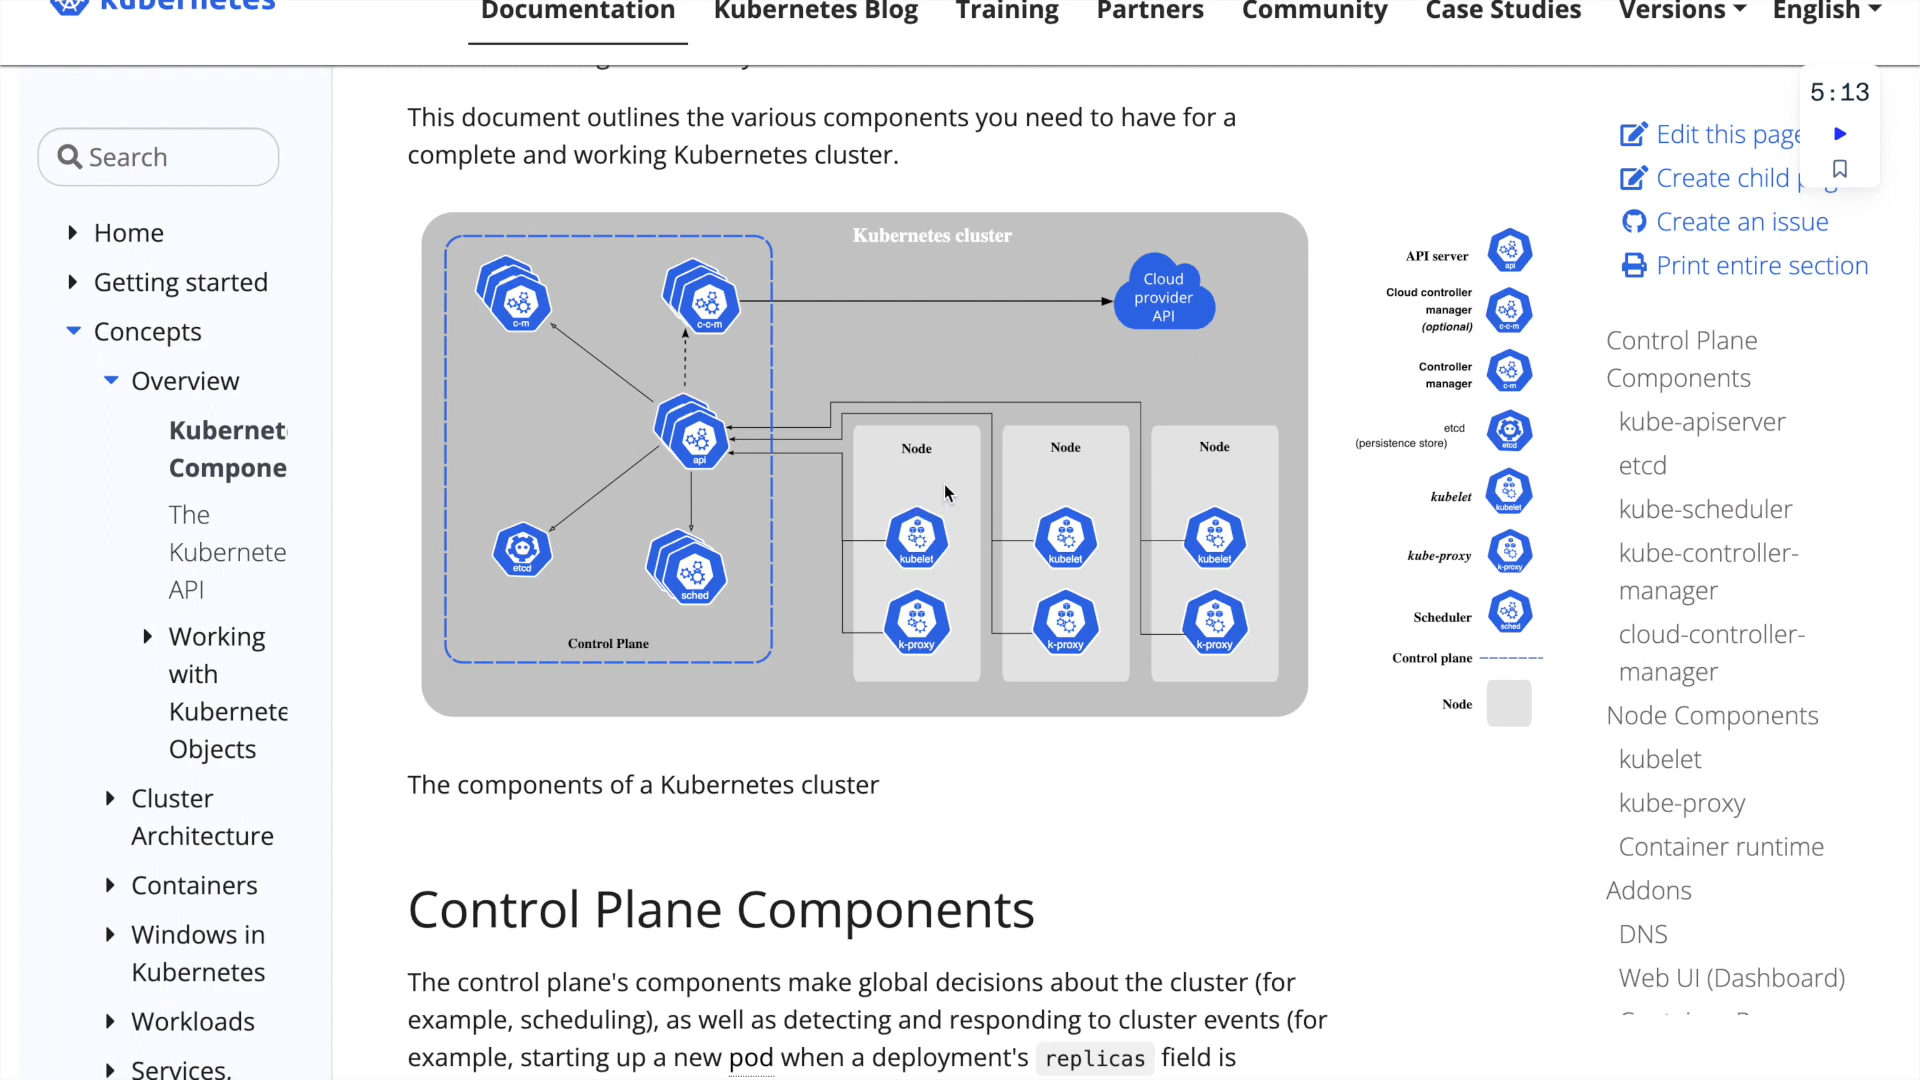 Kubernetes
Documentation
Kubernetes Blog
Training
Partners
Community
Case Studies
Versions
English
5:13
Search
Home
Getting started
Concepts
Overview
Kubernet
Compone
The
Kubernete
API
Working
with
Kubernete
Objects
Cluster
Architecture
Containers
Windows in
Kubernetes
Workloads
Services,
This document outlines the various components you need to have for a
complete and working Kubernetes cluster.
Kubernetes cluster
c-m
c-c-m
Cloud
provider
API
api
etcd
sched
Control Plane
Node
kubelet
k-proxy
Node
kubelet
k-proxy
Node
kubelet
k-proxy
API server
api
Cloud controller
manager
(optional)
c-c-m
Controller
manager
c-m
etcd
(persistence store)
etcd
kubelet
kubelet
kube-proxy
k-proxy
Scheduler
sched
Control plane
Node
The components of a Kubernetes cluster
Control Plane Components
The control plane's components make global decisions about the cluster (for
example, scheduling), as well as detecting and responding to cluster events (for
example, starting up a new pod when a deployment's replicas field is
Edit this page
Create child page
Create an issue
Print entire section
Control Plane
Components
kube-apiserver
etcd
kube-scheduler
kube-controller-
manager
cloud-controller-
manager
Node Components
kubelet
kube-proxy
Container runtime
Addons
DNS
Web UI (Dashboard)